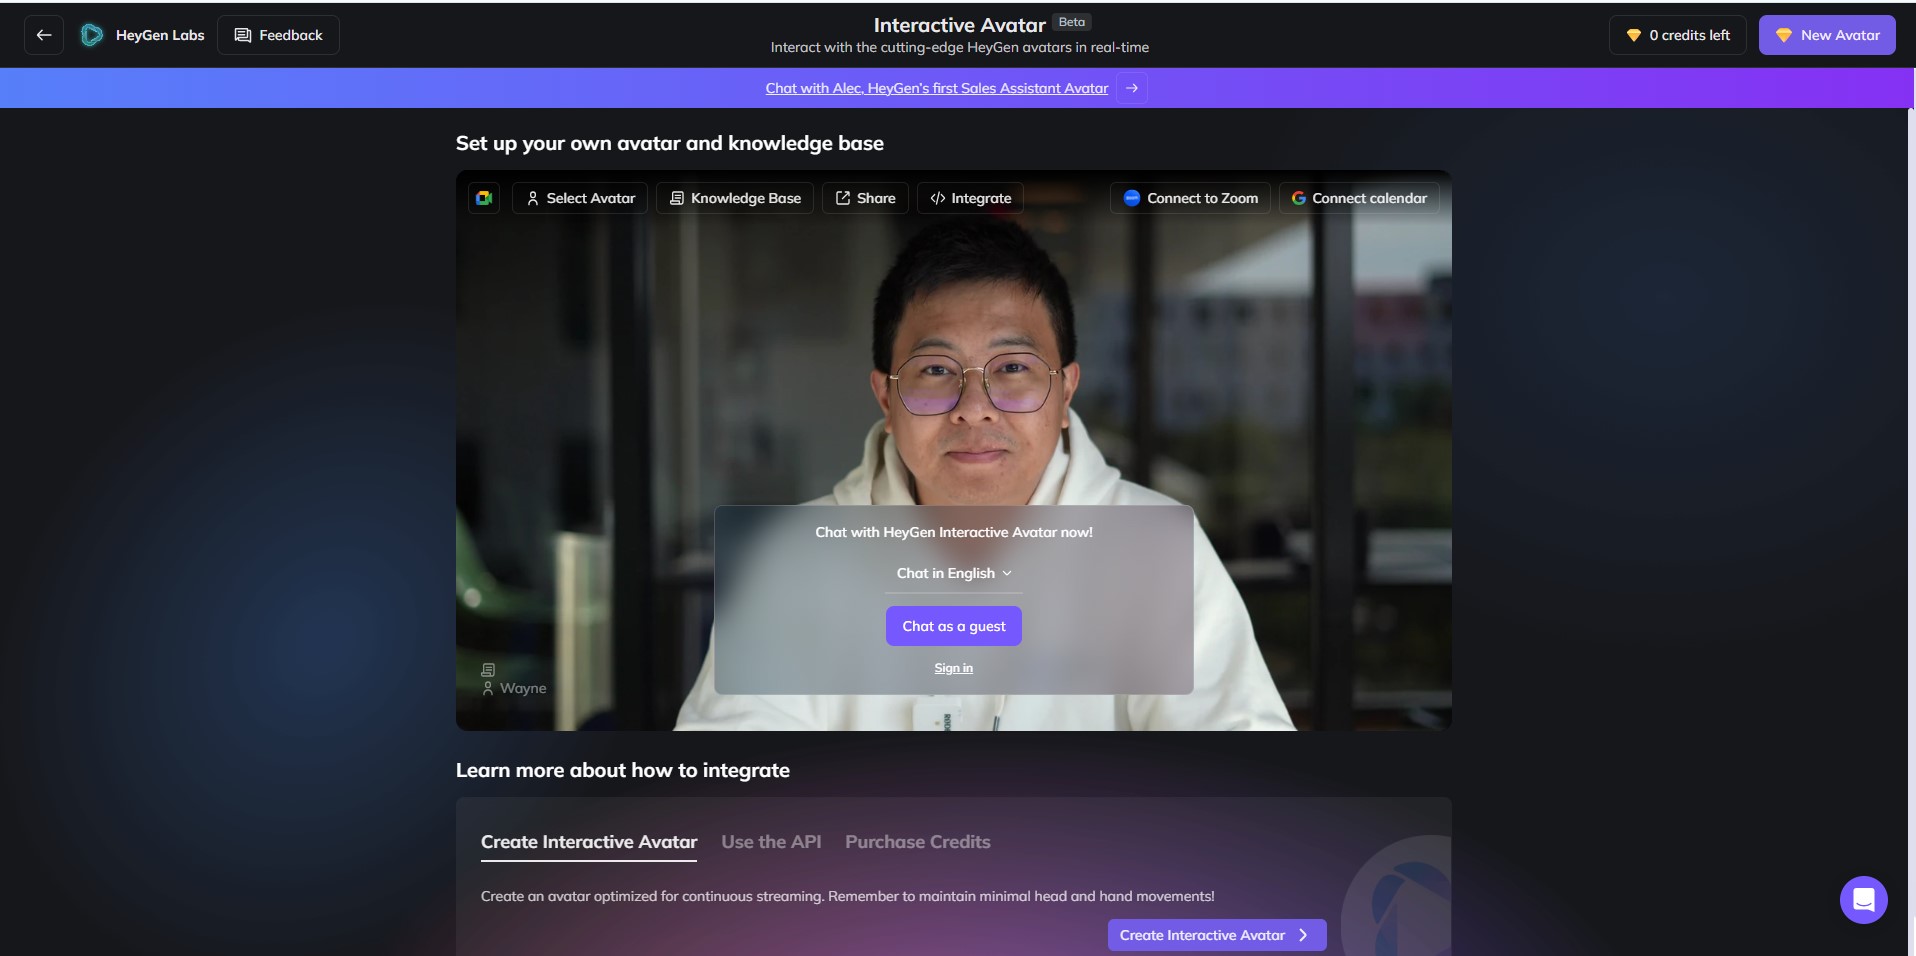 HeyGen Labs
Feedback
Interactive Avatar Beta
Interact with the cutting-edge HeyGen avatars in real-time
0 credits left
New Avatar
Chat with Alec, HeyGen's first Sales Assistant Avatar
Set up your own avatar and knowledge base
Select Avatar
Knowledge Base
Share
Integrate
Connect to Zoom
Connect calendar
Chat with HeyGen Interactive Avatar now!
Chat in English
Chat as a guest
Sign in
Wayne
Learn more about how to integrate
Create Interactive Avatar
Use the API
Purchase Credits
Create an avatar optimized for continuous streaming. Remember to maintain minimal head and hand movements!
Create Interactive Avatar